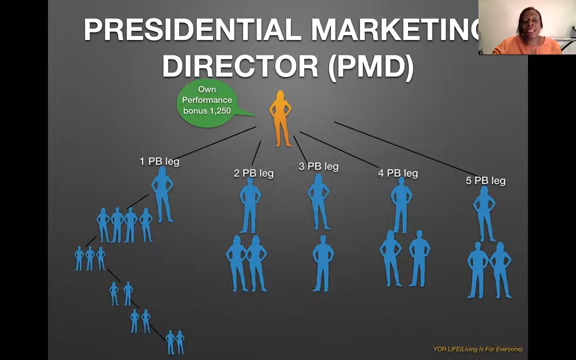 PRESIDENTIAL MARKETING
DIRECTOR (PMD)
Own
Performance
bonus 1,250
1 PB leg
2 PB leg
3 PB leg
4 PB leg
5 PB leg
YOR LIFE(Living Is For Everyone)